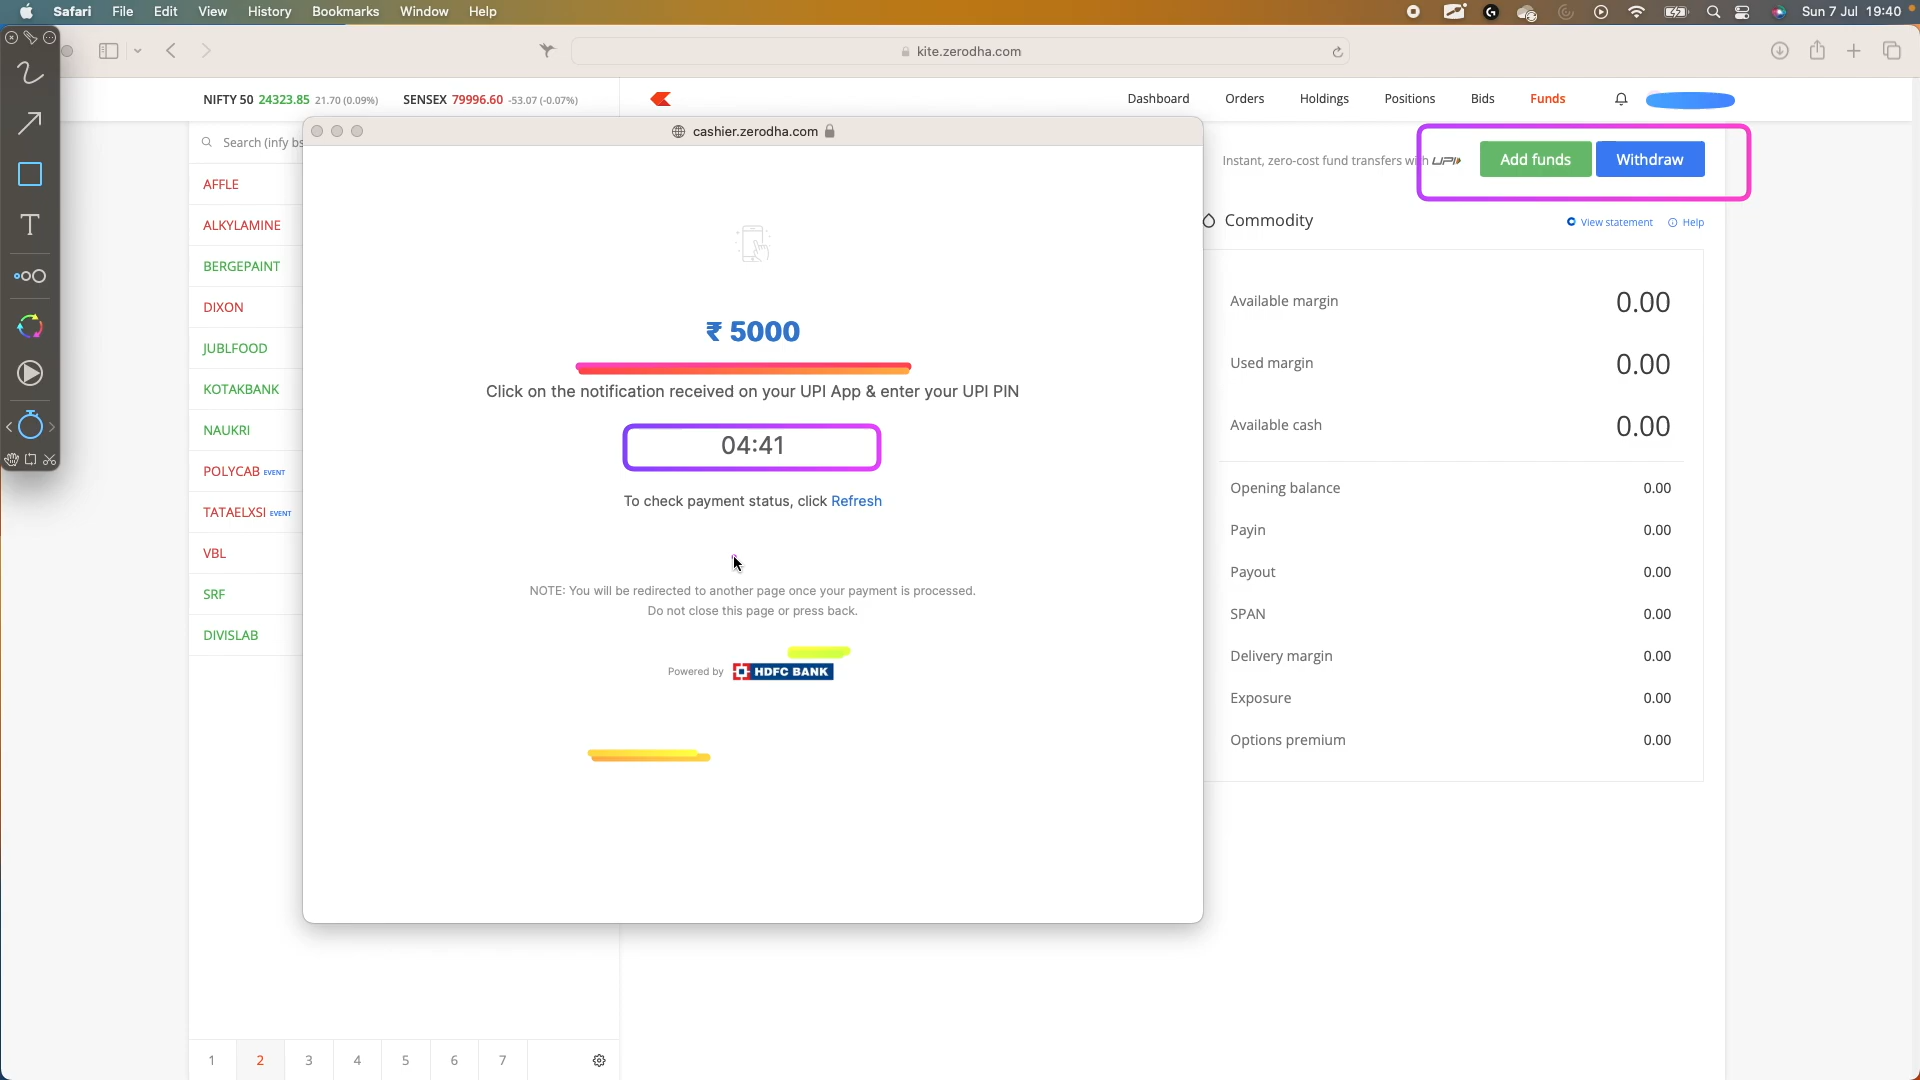 Safari File Edit View History Bookmarks Window Help
Sun 7 Jul 19:40
kite.zerodha.com
NIFTY 50 24323.85 21.70 (0.09%) SENSEX 79996.60 -53.07 (-0.07%)
Dashboard Orders Holdings Positions Bids Funds
Search (infy bs
AFFLE
ALKYLAMINE
BERGEPAINT
DIXON
JUBLFOOD
KOTAKBANK
NAUKRI
POLYCAB EVENT
TATAELXSI EVENT
VBL
SRF
DIVISLAB
1 2 3 4 5 6 7
cashier.zerodha.com
₹ 5000
Click on the notification received on your UPI App & enter your UPI PIN
04:41
To check payment status, click Refresh
NOTE: You will be redirected to another page once your payment is processed.
Do not close this page or press back.
Powered by HDFC BANK
Instant, zero-cost fund transfers with UPI Add funds Withdraw
Commodity View statement Help
Available margin 0.00
Used margin 0.00
Available cash 0.00
Opening balance 0.00
Payin 0.00
Payout 0.00
SPAN 0.00
Delivery margin 0.00
Exposure 0.00
Options premium 0.00
T